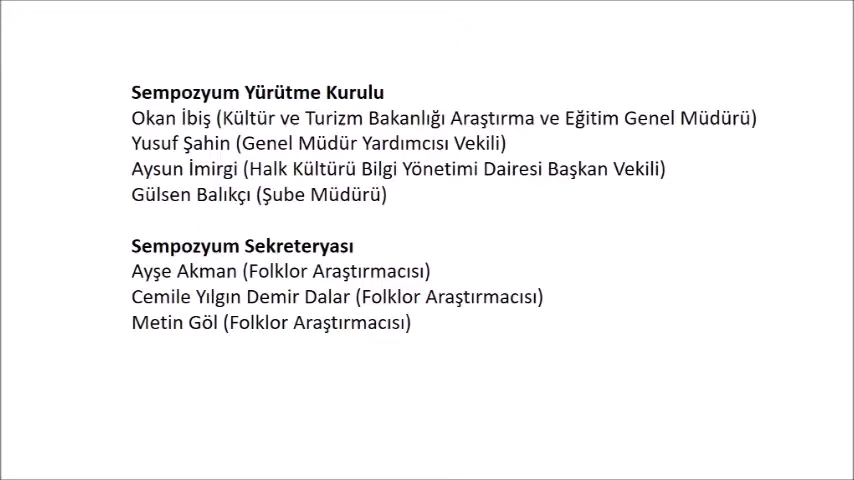 Sempozyum Yürütme Kurulu
Okan İbiş (Kültür ve Turizm Bakanlığı Araştırma ve Eğitim Genel Müdürü)
Yusuf Şahin (Genel Müdür Yardımcısı Vekili)
Aysun İmirgi (Halk Kültürü Bilgi Yönetimi Dairesi Başkan Vekili)
Gülsen Balıkçı (Şube Müdürü)
Sempozyum Sekreteryası
Ayşe Akman (Folklor Araştırmacısı)
Cemile Yılgın Demir Dalar (Folklor Araştırmacısı)
Metin Göl (Folklor Araştırmacısı)